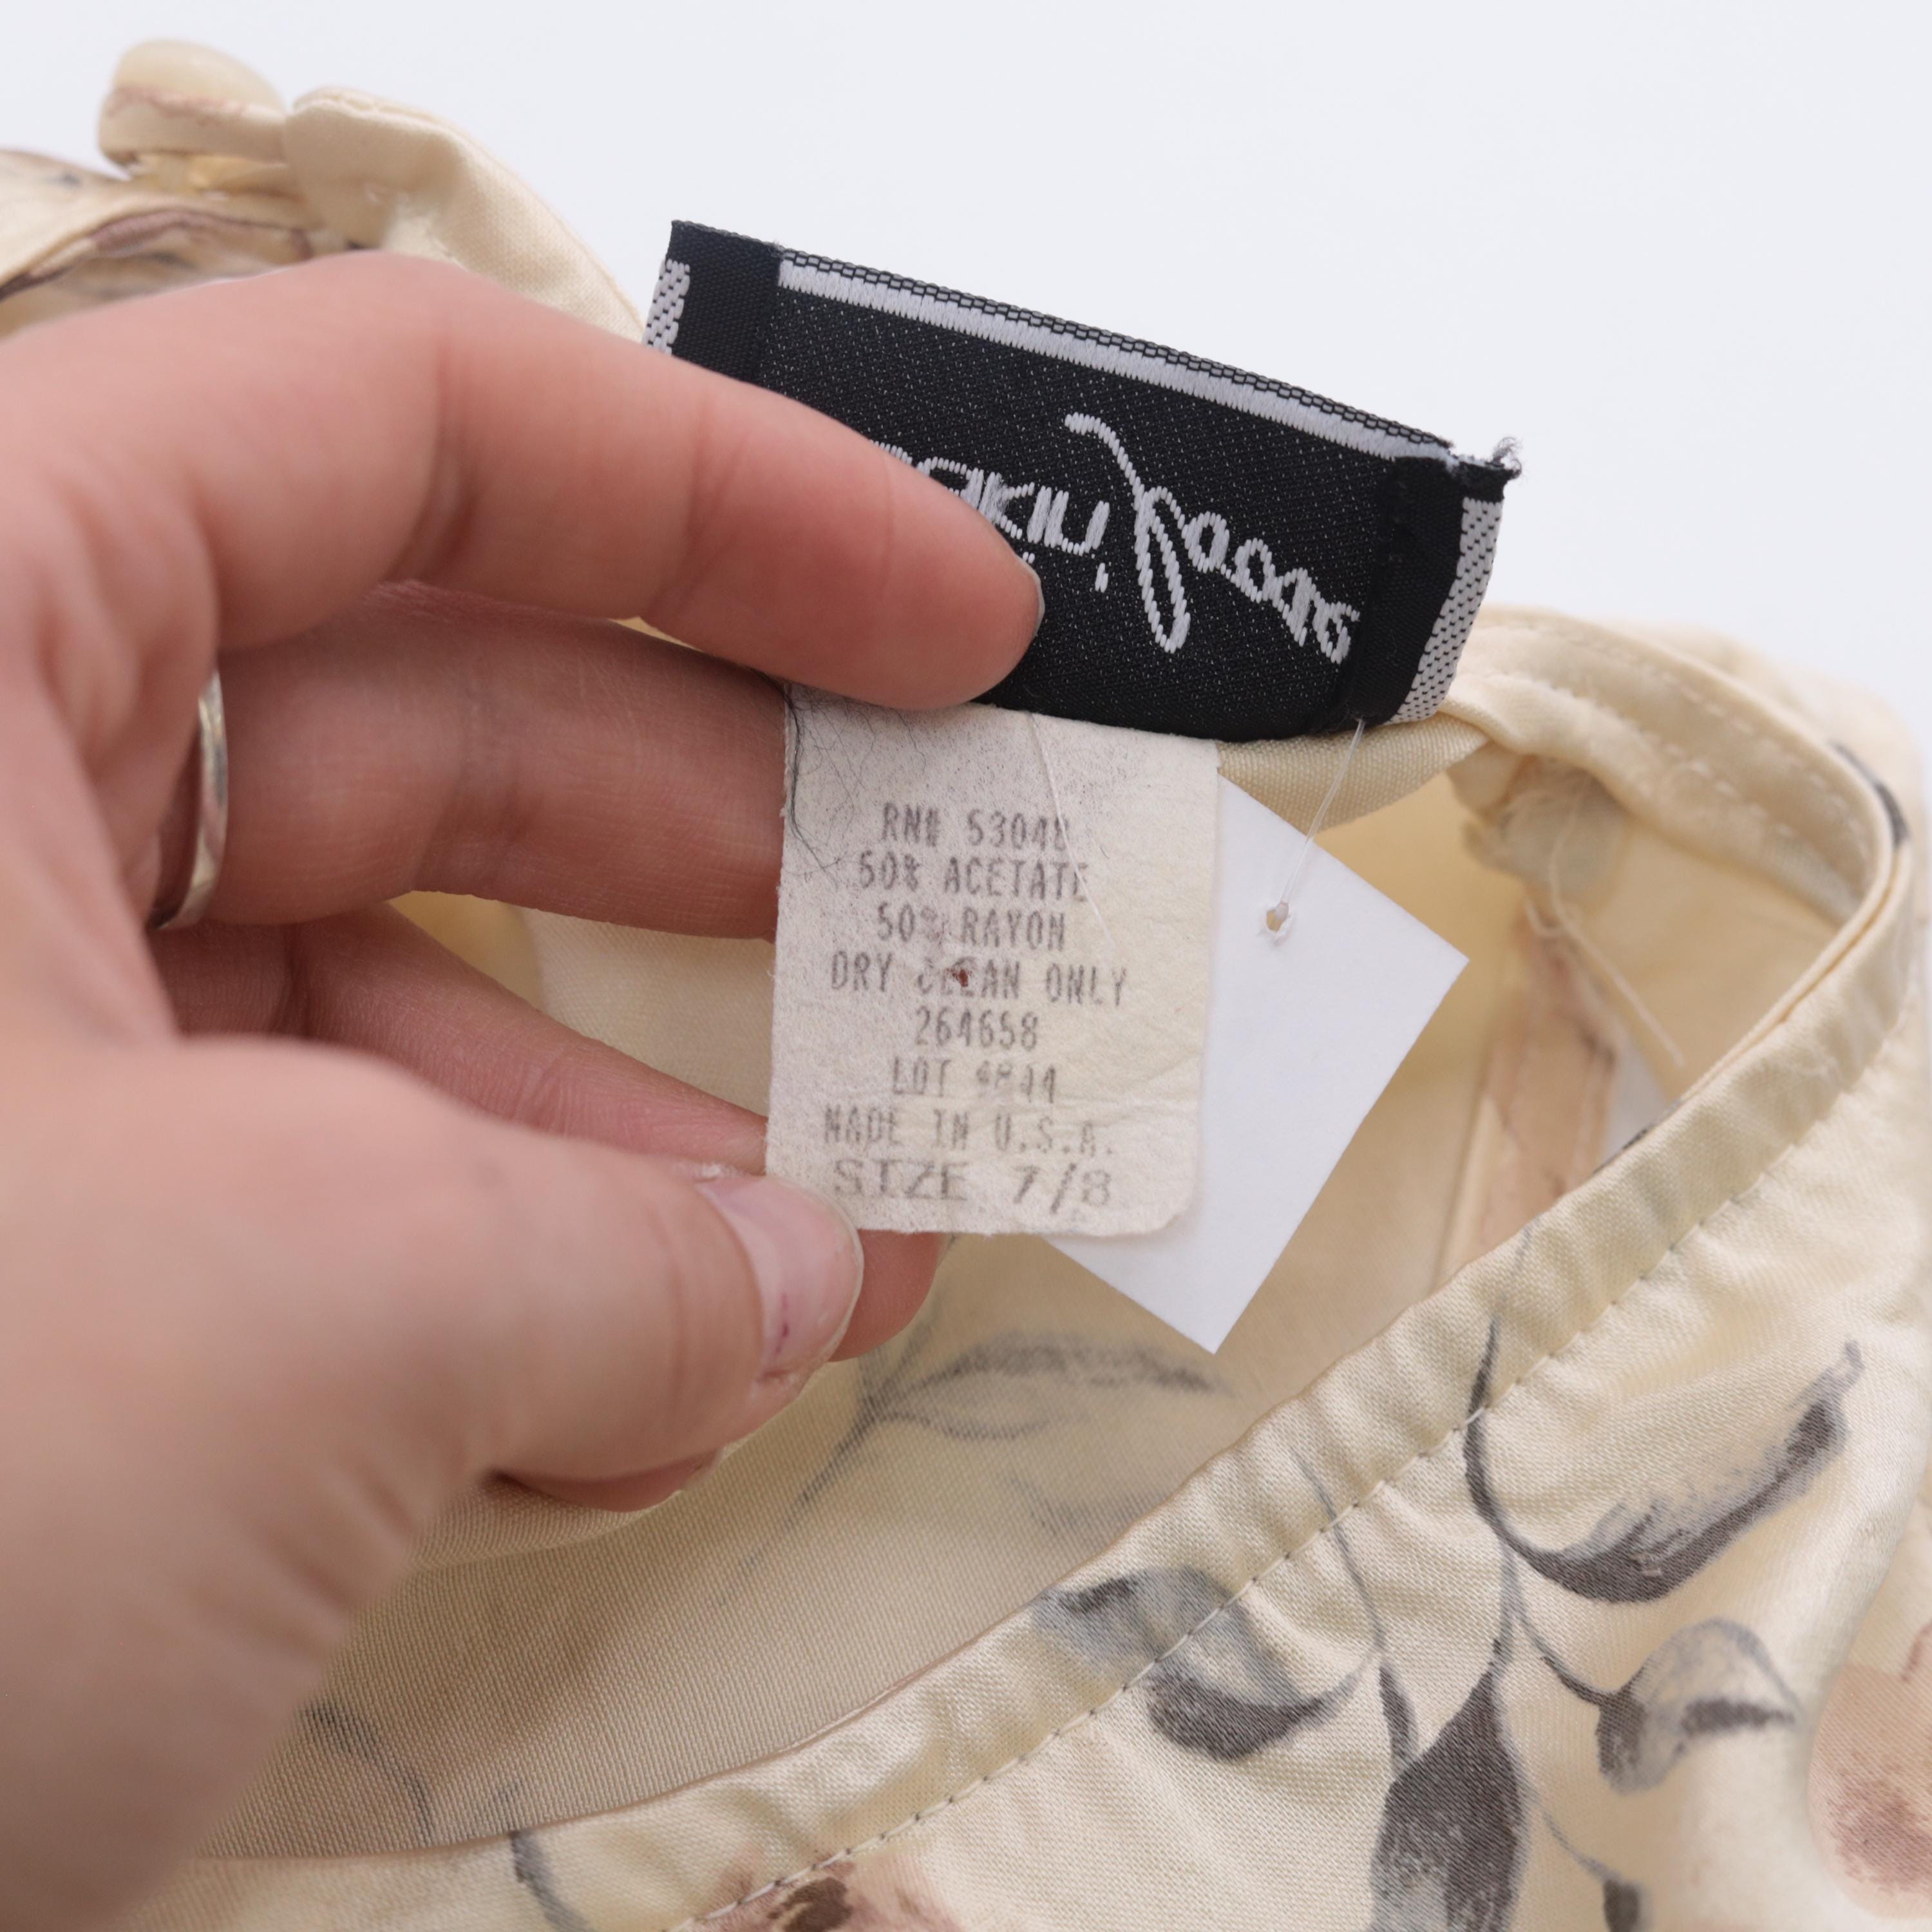 RN# 53048
50% ACETATE
50% RAYON
DRY CLEAN ONLY
264658
LOT 4844
MADE IN U.S.A.
SIZE 7/8